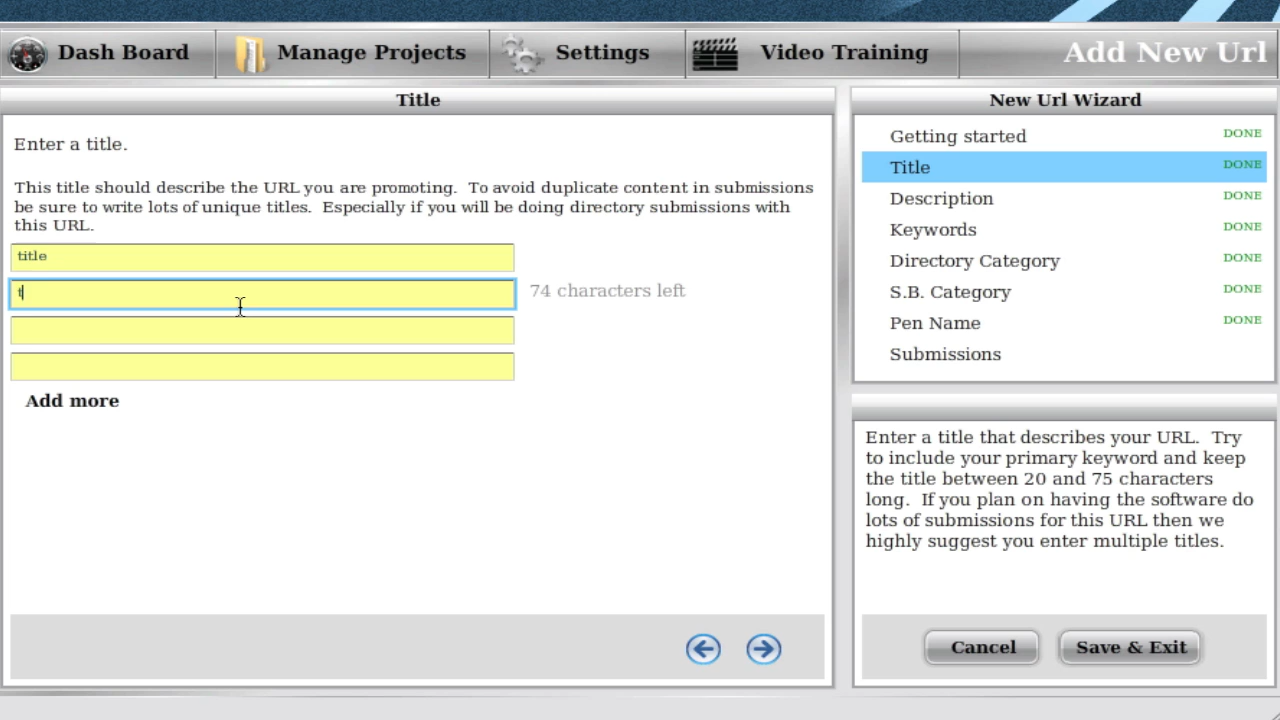 Dash Board
Manage Projects
Settings
Video Training
Add New Url
Title
Enter a title.
This title should describe the URL you are promoting.  To avoid duplicate content in submissions
be sure to write lots of unique titles.  Especially if you will be doing directory submissions with
this URL.
title
t
74 characters left
Add more
New Url Wizard
Getting started DONE
Title DONE
Description DONE
Keywords DONE
Directory Category DONE
S.B. Category DONE
Pen Name DONE
Submissions
Enter a title that describes your URL.  Try
to include your primary keyword and keep
the title between 20 and 75 characters
long.  If you plan on having the software do
lots of submissions for this URL then we
highly suggest you enter multiple titles.
Cancel
Save & Exit